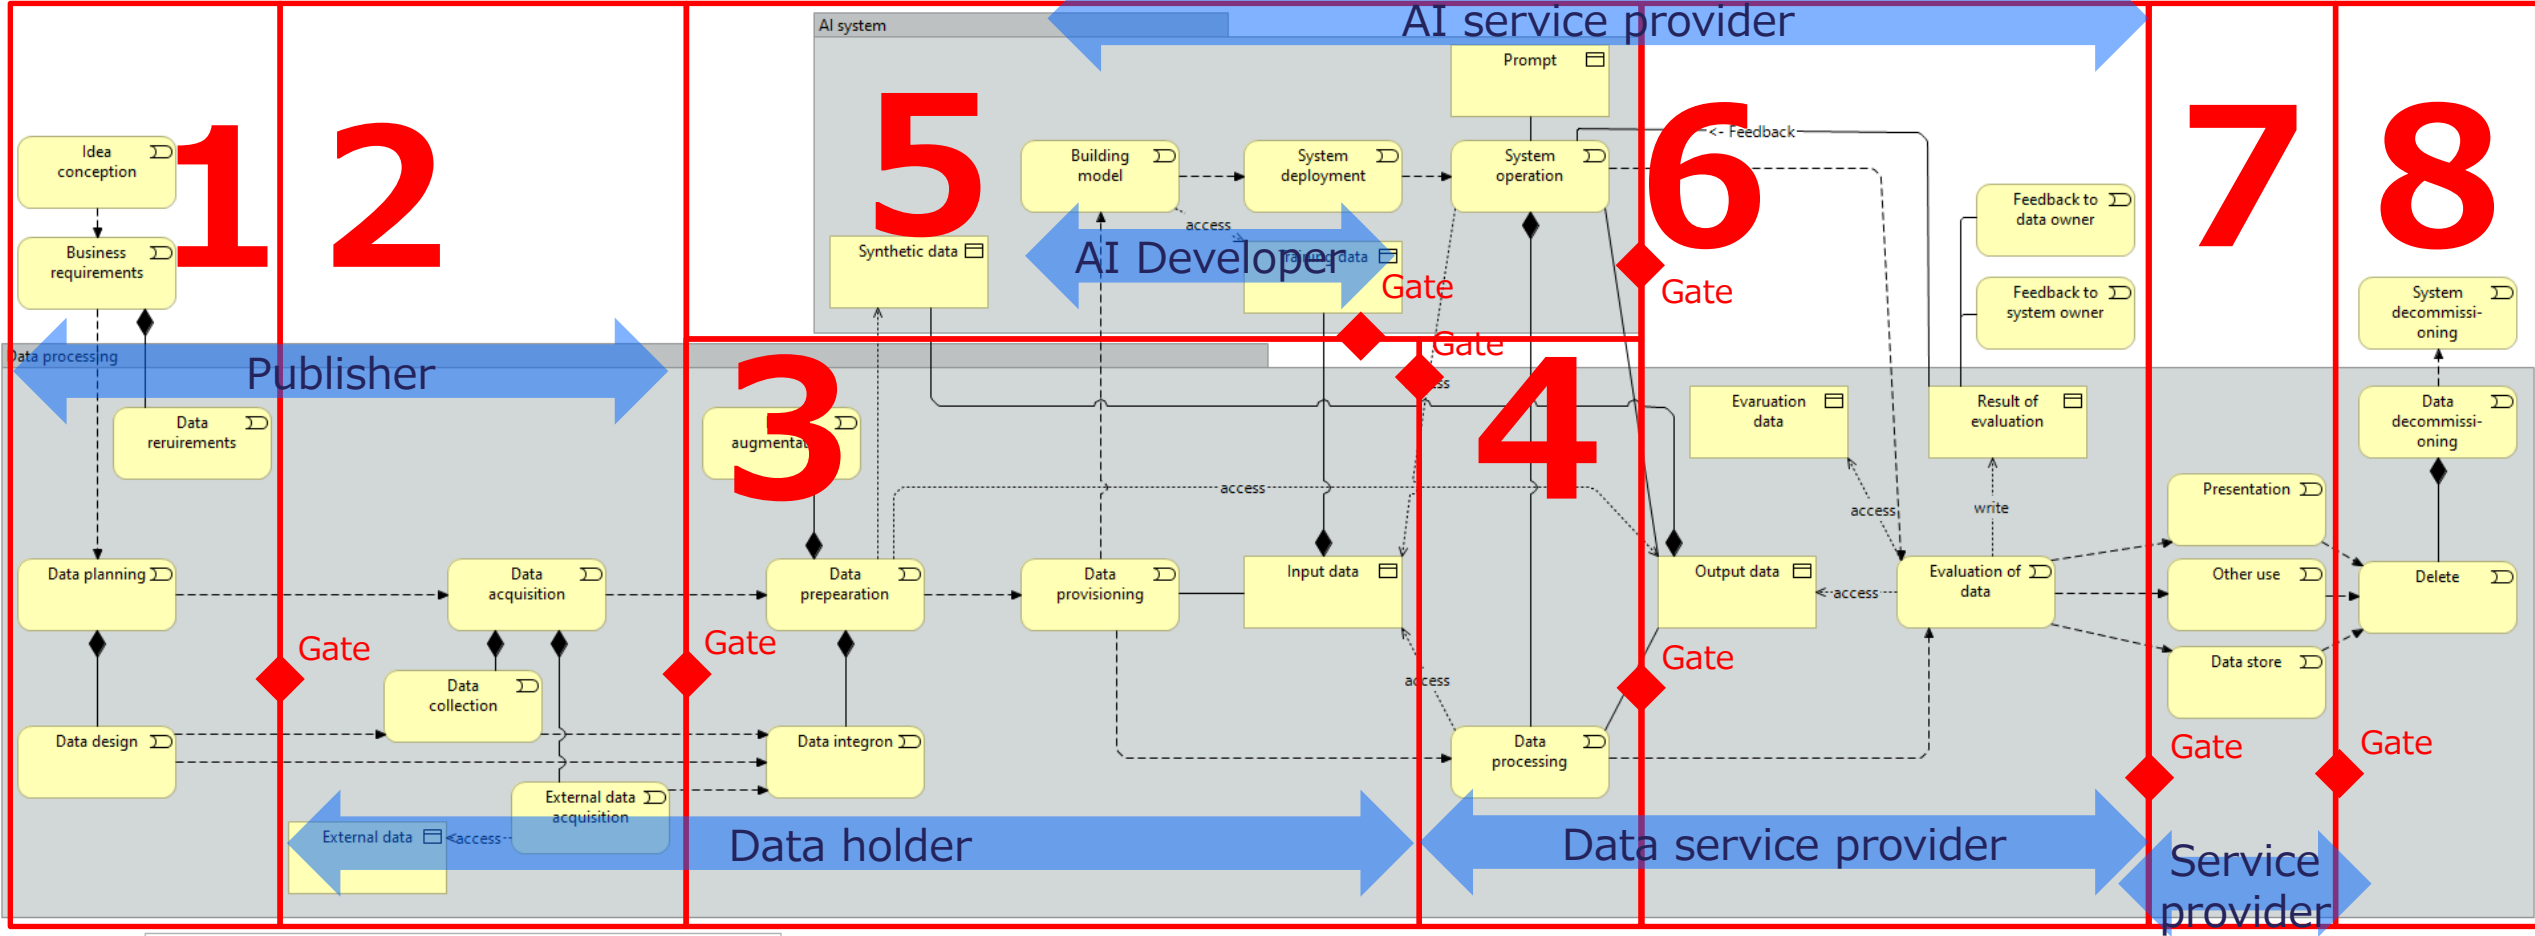 AI service provider
AI system
Prompt
1
2
5
6
7
8
<- Feedback
Idea
conception
Building
model
System
deployment
System
operation
Feedback to
data owner
access
Business
requirements
Synthetic data
AI Developer
Training data
Gate
Gate
Feedback to
system owner
System
decommissi-
oning
Data processing
Publisher
Gate
3
4
Data
reruirements
augmenta
Evaruation
data
Result of
evaluation
Data
decommissi-
oning
access
access
write
Presentation
Data planning
Data
acquisition
Data
prepearation
Data
provisioning
Input data
Output data
access
Evaluation of
data
Other use
Delete
Gate
Gate
Gate
Data
collection
access
Data store
Data design
Data integron
Data
processing
Gate
Gate
External data
acquisition
External data
access
Data holder
Data service provider
Service
provider